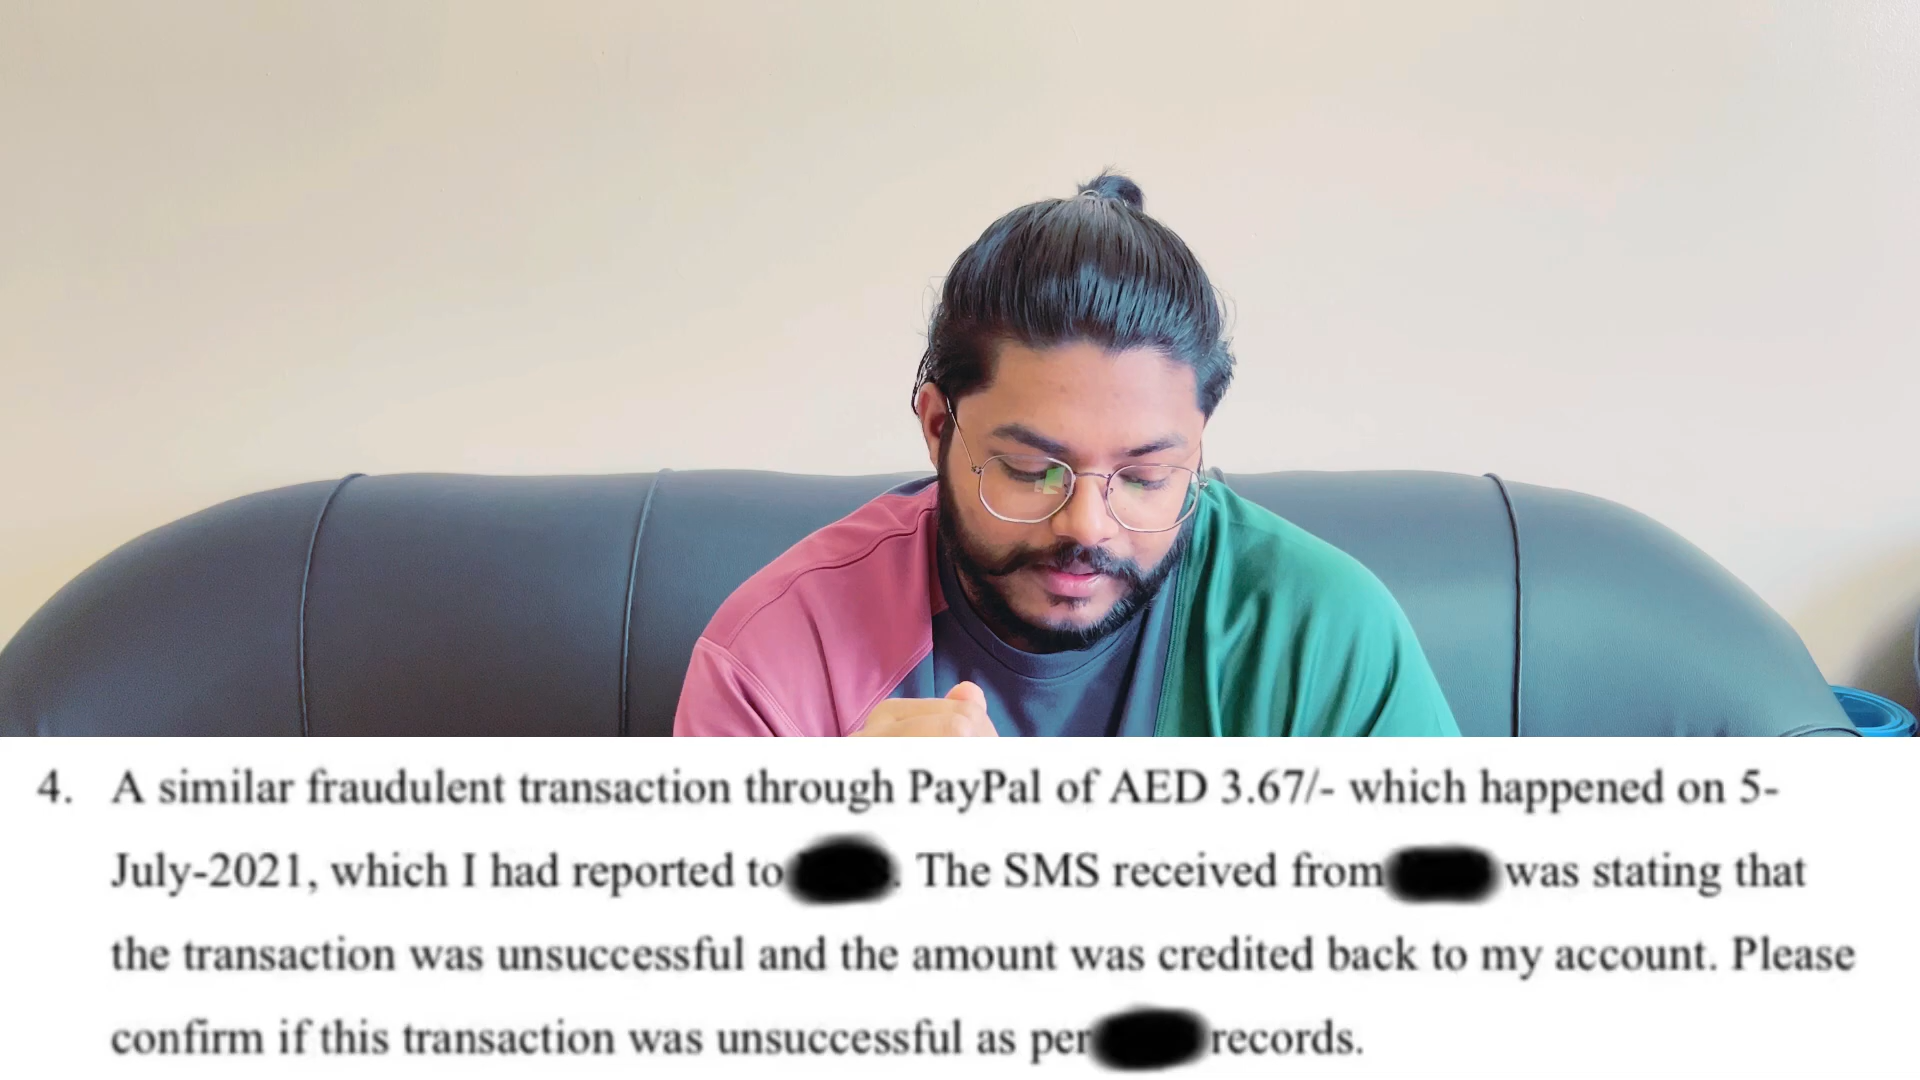 4. A similar fraudulent transaction through PayPal of AED 3.67/- which happened on 5-
July-2021, which I had reported to . The SMS received from was stating that
the transaction was unsuccessful and the amount was credited back to my account. Please
confirm if this transaction was unsuccessful as per records.